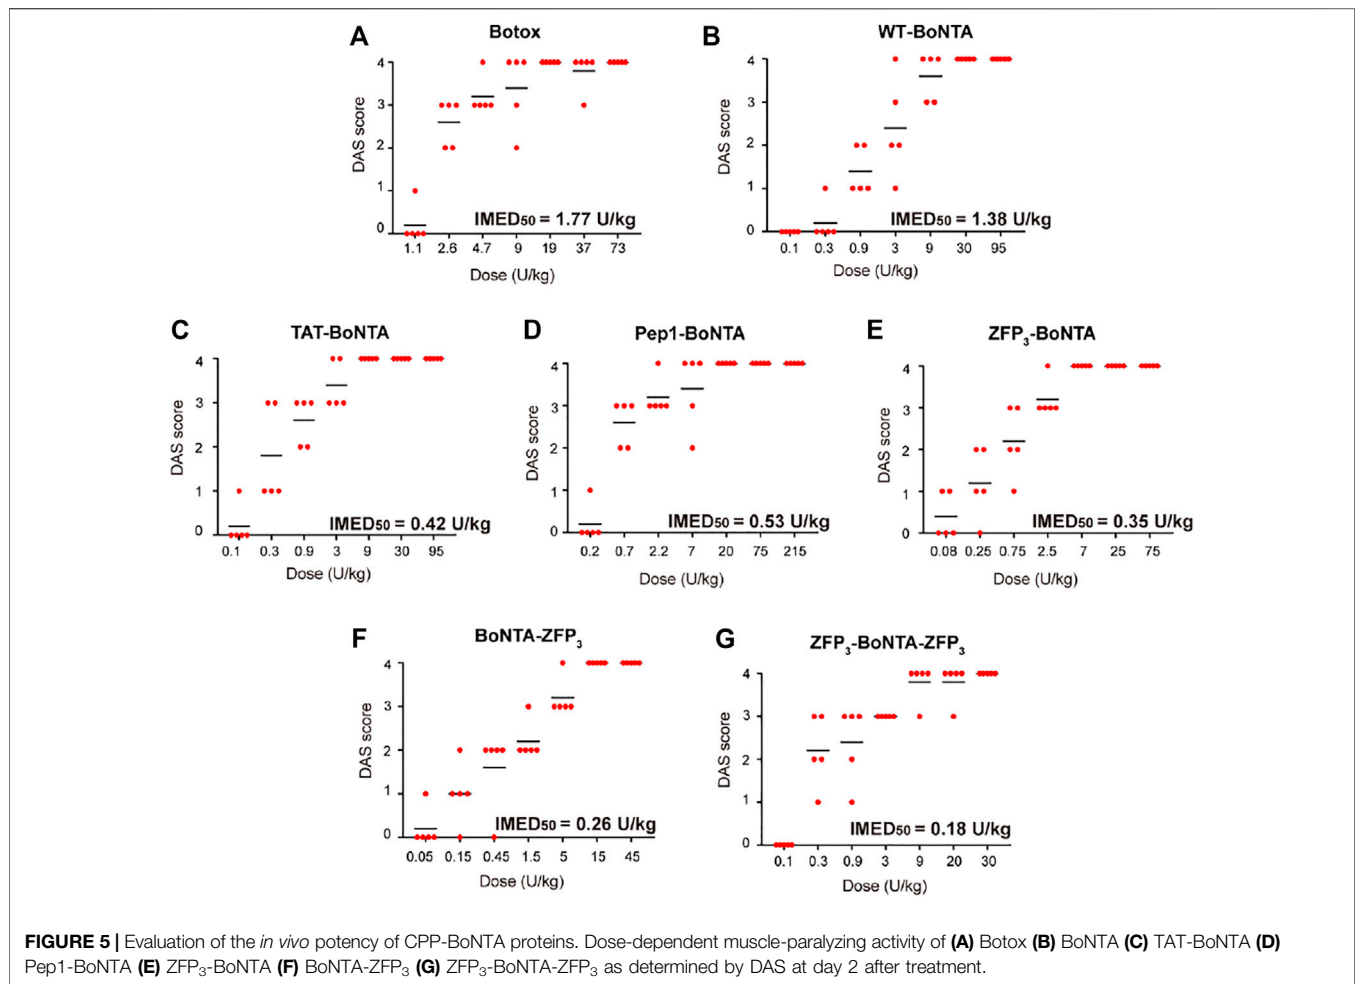 A
Botox
DAS score
4
3
2
1
0
IMED50 = 1.77 U/kg
1.1 2.6 4.7 9 19 37 73
Dose (U/kg)
B
WT-BoNTA
DAS score
4
3
2
1
0
IMED50 = 1.38 U/kg
0.1 0.3 0.9 3 9 30 95
Dose (U/kg)
C
TAT-BoNTA
DAS score
4
3
2
1
0
IMED50 = 0.42 U/kg
0.1 0.3 0.9 3 9 30 95
Dose (U/kg)
D
Pep1-BoNTA
DAS score
4
3
2
1
0
IMED50 = 0.53 U/kg
0.2 0.7 2.2 7 20 75 215
Dose (U/kg)
E
ZFP3-BoNTA
DAS score
4
3
2
1
0
IMED50 = 0.35 U/kg
0.08 0.25 0.75 2.5 7 25 75
Dose (U/kg)
F
BoNTA-ZFP3
DAS score
4
3
2
1
0
IMED50 = 0.26 U/kg
0.05 0.15 0.45 1.5 5 15 45
Dose (U/kg)
G
ZFP3-BoNTA-ZFP3
DAS score
4
3
2
1
0
IMED50 = 0.18 U/kg
0.1 0.3 0.9 3 9 20 30
Dose (U/kg)
FIGURE 5 | Evaluation of the in vivo potency of CPP-BoNTA proteins. Dose-dependent muscle-paralyzing activity of (A) Botox (B) BoNTA (C) TAT-BoNTA (D)
Pep1-BoNTA (E) ZFP3-BoNTA (F) BoNTA-ZFP3 (G) ZFP3-BoNTA-ZFP3 as determined by DAS at day 2 after treatment.